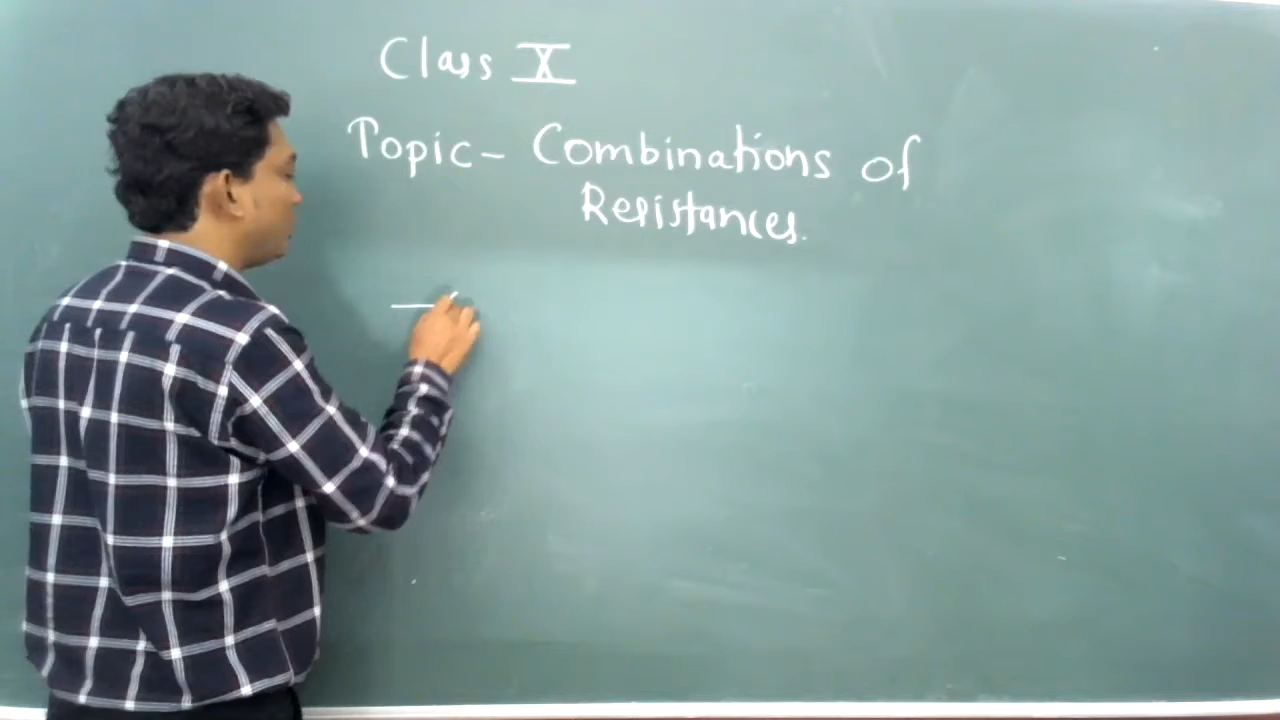 Class X
Topic- Combinations of
Resistances.